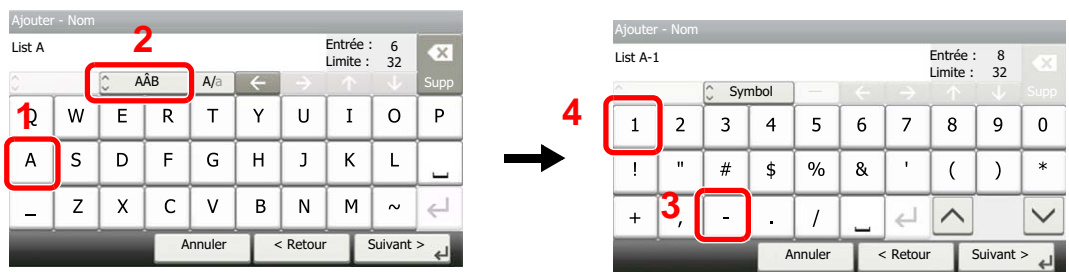 Ajouter - Nom
2
List A
Entrée : 6
Limite : 32
AÂB A/a ← → ↑ ↓ Supp
1
Q W E R T Y U I O P
A S D F G H J K L ⎵
_ Z X C V B N M ~ ↵
Annuler < Retour Suivant > ↵
Ajouter - Nom
List A-1
Entrée : 8
Limite : 32
Symbol — ← → ↑ ↓ Supp
4
1 2 3 4 5 6 7 8 9 0
! " # $ % & ' ( ) *
3
+ , - . / ⎵ ↵
Annuler < Retour Suivant > ↵